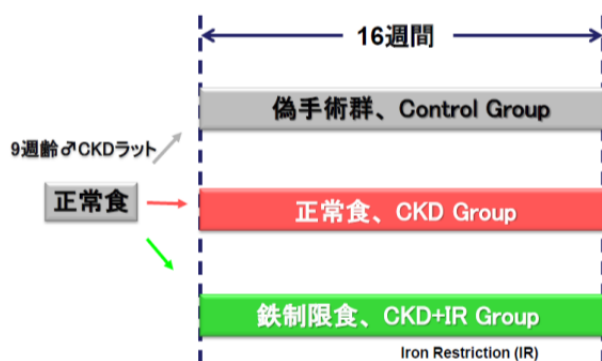 16週間
偽手術群、Control Group
9週齢♂CKDラット
正常食
正常食、CKD Group
鉄制限食、CKD+IR Group
Iron Restriction (IR)